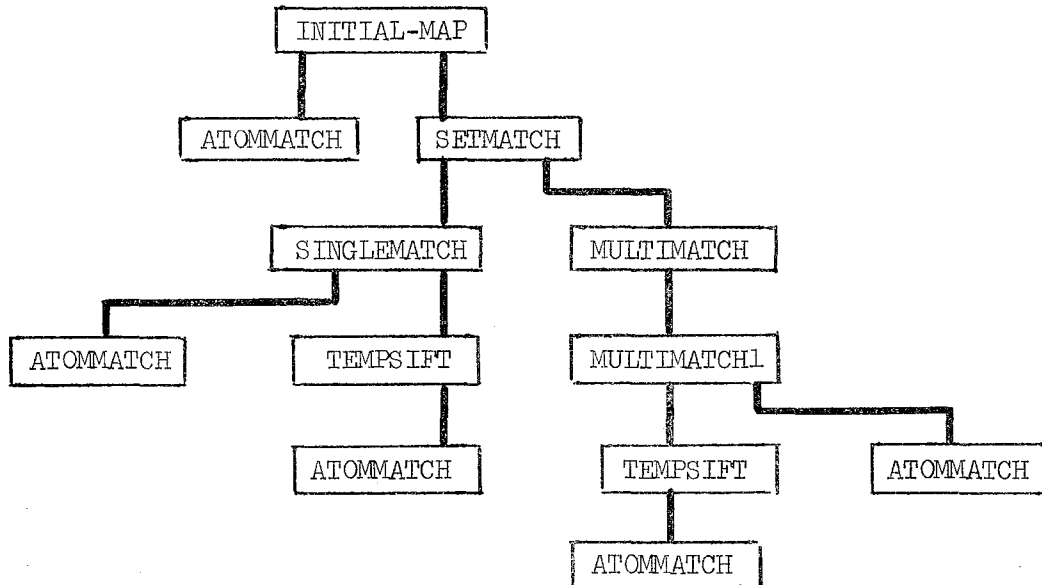 INITIAL-MAP
ATOMMATCH
SETMATCH
SINGLEMATCH
MULTIMATCH
ATOMMATCH
TEMPSIFT
MULTIMATCH1
ATOMMATCH
TEMPSIFT
ATOMMATCH
ATOMMATCH